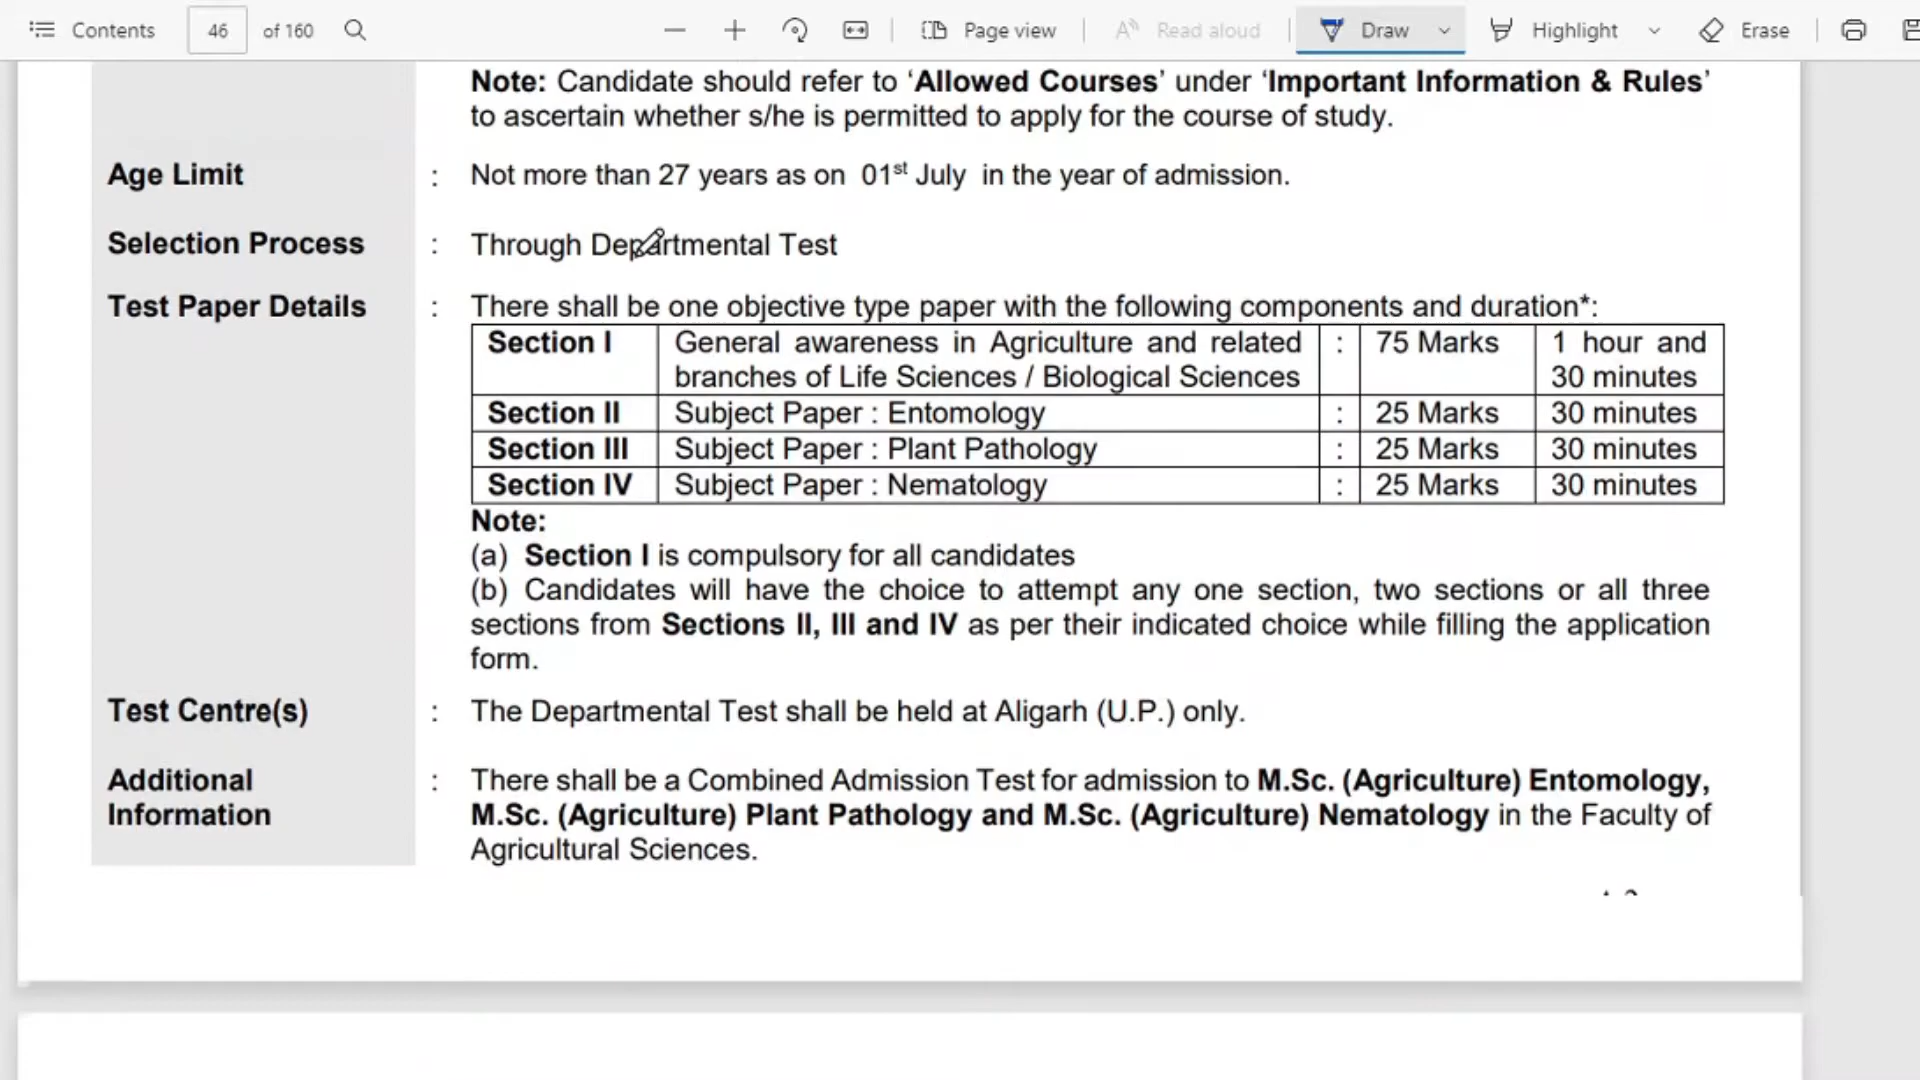 Contents 46 of 160 Page view Read aloud Draw Highlight Erase
Note: Candidate should refer to ‘Allowed Courses’ under ‘Important Information & Rules’
to ascertain whether s/he is permitted to apply for the course of study.
Age Limit : Not more than 27 years as on 01st July in the year of admission.
Selection Process : Through Departmental Test
Test Paper Details : There shall be one objective type paper with the following components and duration*:
Section I General awareness in Agriculture and related : 75 Marks 1 hour and
branches of Life Sciences / Biological Sciences 30 minutes
Section II Subject Paper : Entomology : 25 Marks 30 minutes
Section III Subject Paper : Plant Pathology : 25 Marks 30 minutes
Section IV Subject Paper : Nematology : 25 Marks 30 minutes
Note:
(a) Section I is compulsory for all candidates
(b) Candidates will have the choice to attempt any one section, two sections or all three
sections from Sections II, III and IV as per their indicated choice while filling the application
form.
Test Centre(s) : The Departmental Test shall be held at Aligarh (U.P.) only.
Additional : There shall be a Combined Admission Test for admission to M.Sc. (Agriculture) Entomology,
Information M.Sc. (Agriculture) Plant Pathology and M.Sc. (Agriculture) Nematology in the Faculty of
Agricultural Sciences.